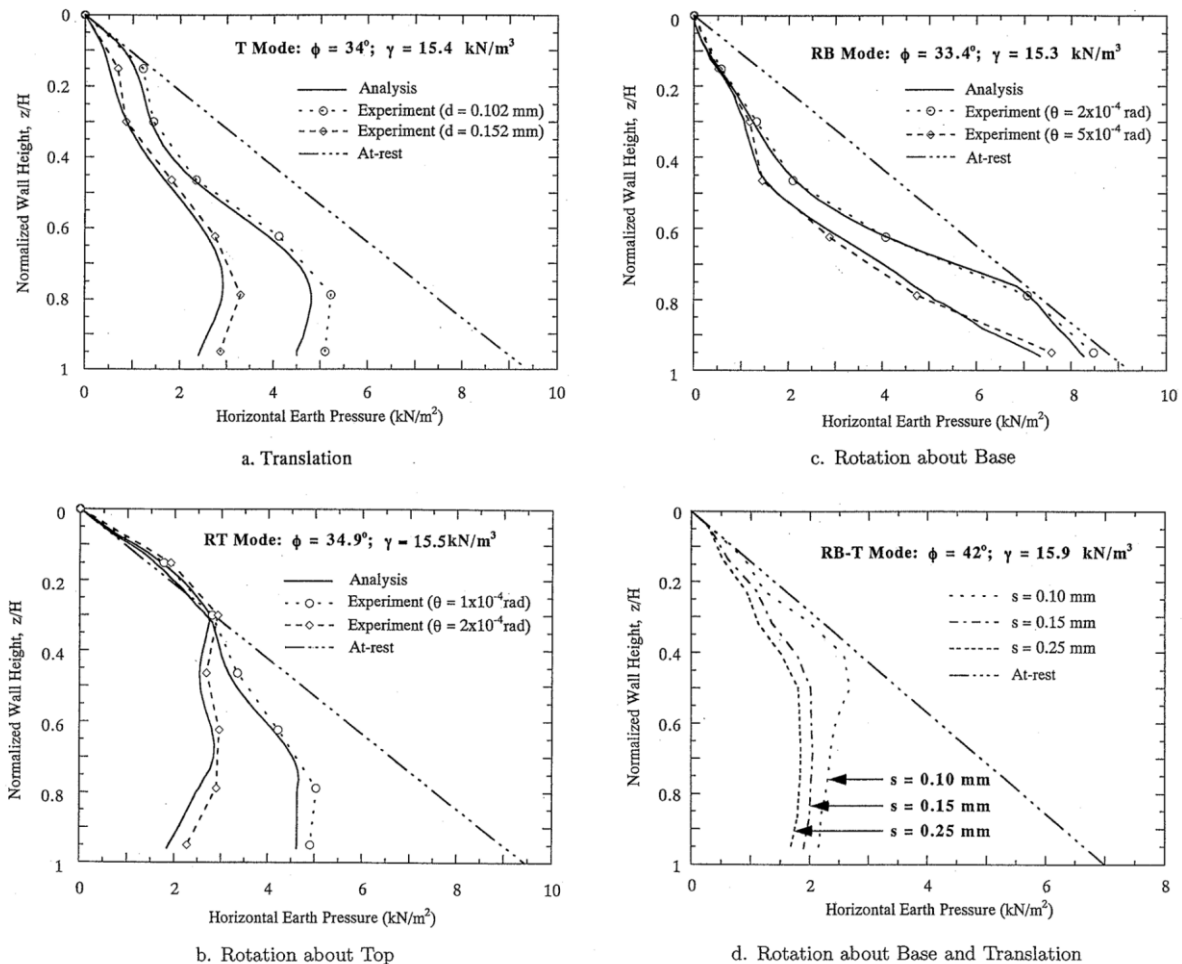 T Mode: ϕ = 34°; γ = 15.4 kN/m³
Analysis
Experiment (d = 0.102 mm)
Experiment (d = 0.152 mm)
At-rest
Normalized Wall Height, z/H
0
0.2
0.4
0.6
0.8
1
0
2
4
6
8
10
Horizontal Earth Pressure (kN/m²)
a. Translation
RB Mode: ϕ = 33.4°; γ = 15.3 kN/m³
Analysis
Experiment (θ = 2x10⁻⁴ rad)
Experiment (θ = 5x10⁻⁴ rad)
At-rest
Normalized Wall Height, z/H
0
0.2
0.4
0.6
0.8
1
0
2
4
6
8
10
Horizontal Earth Pressure (kN/m²)
c. Rotation about Base
RT Mode: ϕ = 34.9°; γ = 15.5kN/m³
Analysis
Experiment (θ = 1x10⁻⁴rad)
Experiment (θ = 2x10⁻⁴rad)
At-rest
Normalized Wall Height, z/H
0
0.2
0.4
0.6
0.8
1
0
2
4
6
8
10
Horizontal Earth Pressure (kN/m²)
b. Rotation about Top
RB-T Mode: ϕ = 42°; γ = 15.9 kN/m³
s = 0.10 mm
s = 0.15 mm
s = 0.25 mm
At-rest
s = 0.10 mm
s = 0.15 mm
s = 0.25 mm
Normalized Wall Height, z/H
0
0.2
0.4
0.6
0.8
1
0
2
4
6
8
Horizontal Earth Pressure (kN/m²)
d. Rotation about Base and Translation